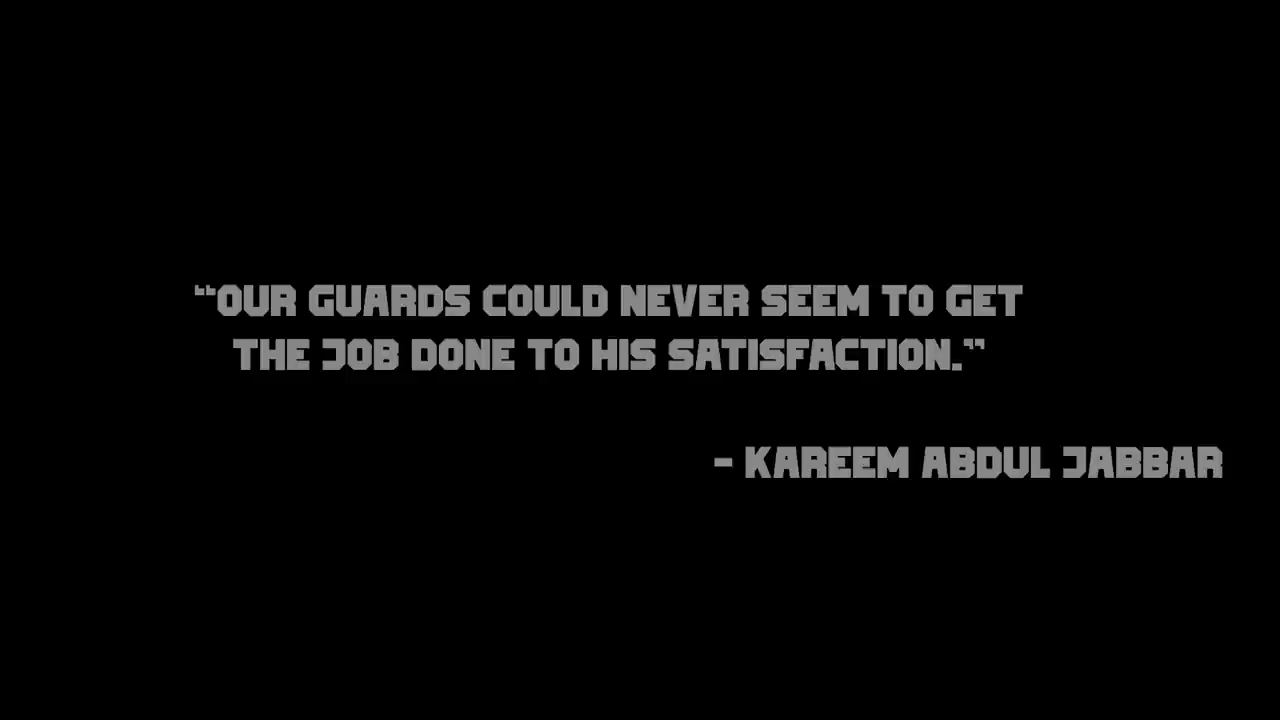 “OUR GUARDS COULD NEVER SEEM TO GET
THE JOB DONE TO HIS SATISFACTION.”
- KAREEM ABDUL JABBAR